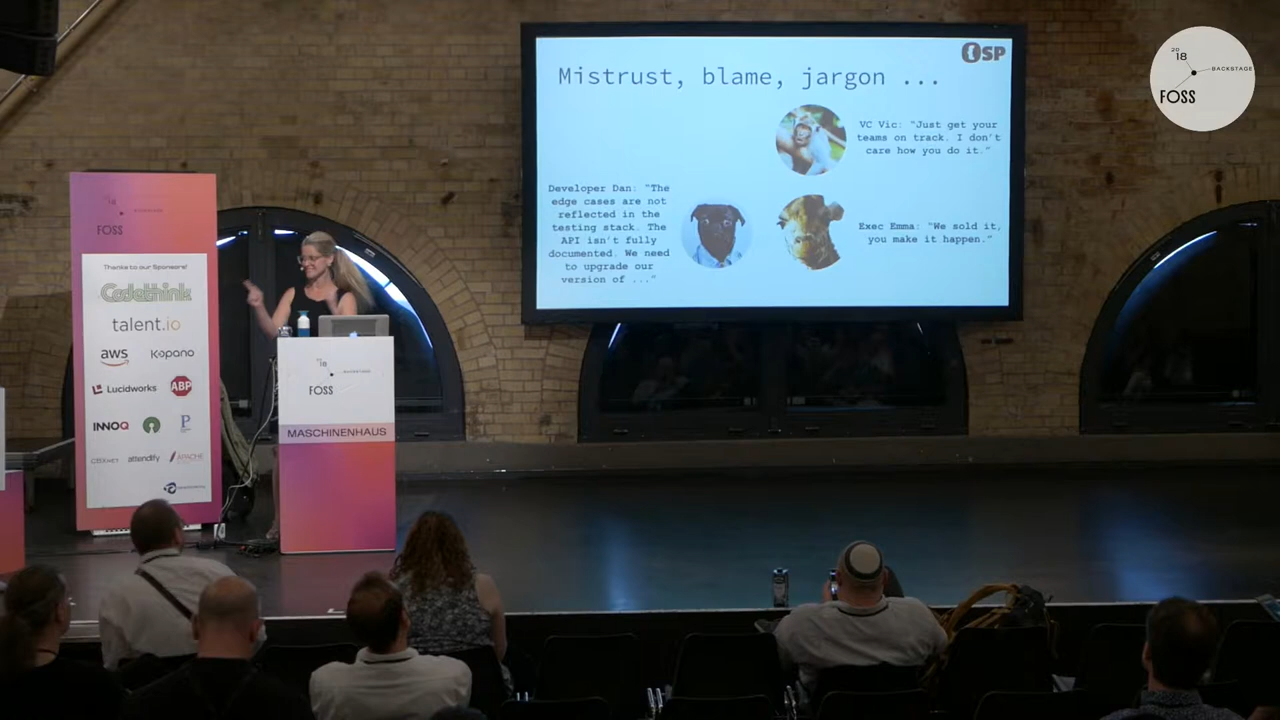 OSP
Mistrust, blame, jargon ...
VC Vic: "Just get your
teams on track. I don't
care how you do it."
Developer Dan: "The
edge cases are not
reflected in the
testing stack. The
API isn't fully
documented. We need
to upgrade our
version of ..."
Exec Emma: "We sold it,
you make it happen."
20
18
BACKSTAGE
FOSS
FOSS
Thanks to our Sponsors!
Codethink
talent.io
aws
Kopano
Lucidworks
ABP
INNOQ
P
attendify
APACHE
18
FOSS
MASCHINENHAUS